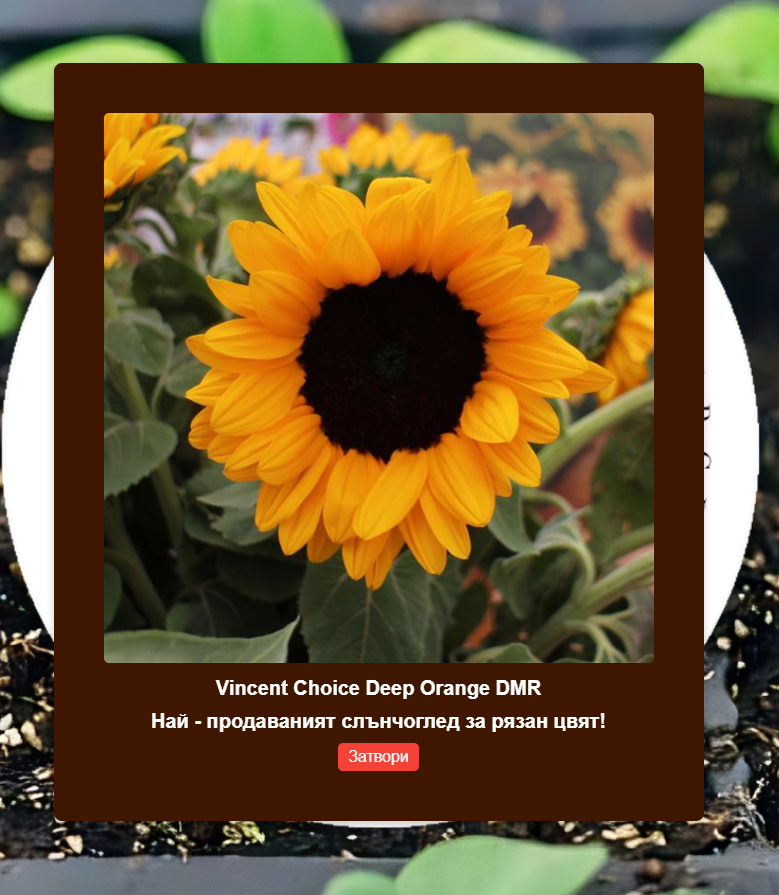 Vincent Choice Deep Orange DMR
Най - продаваният слънчоглед за рязан цвят!
Затвори